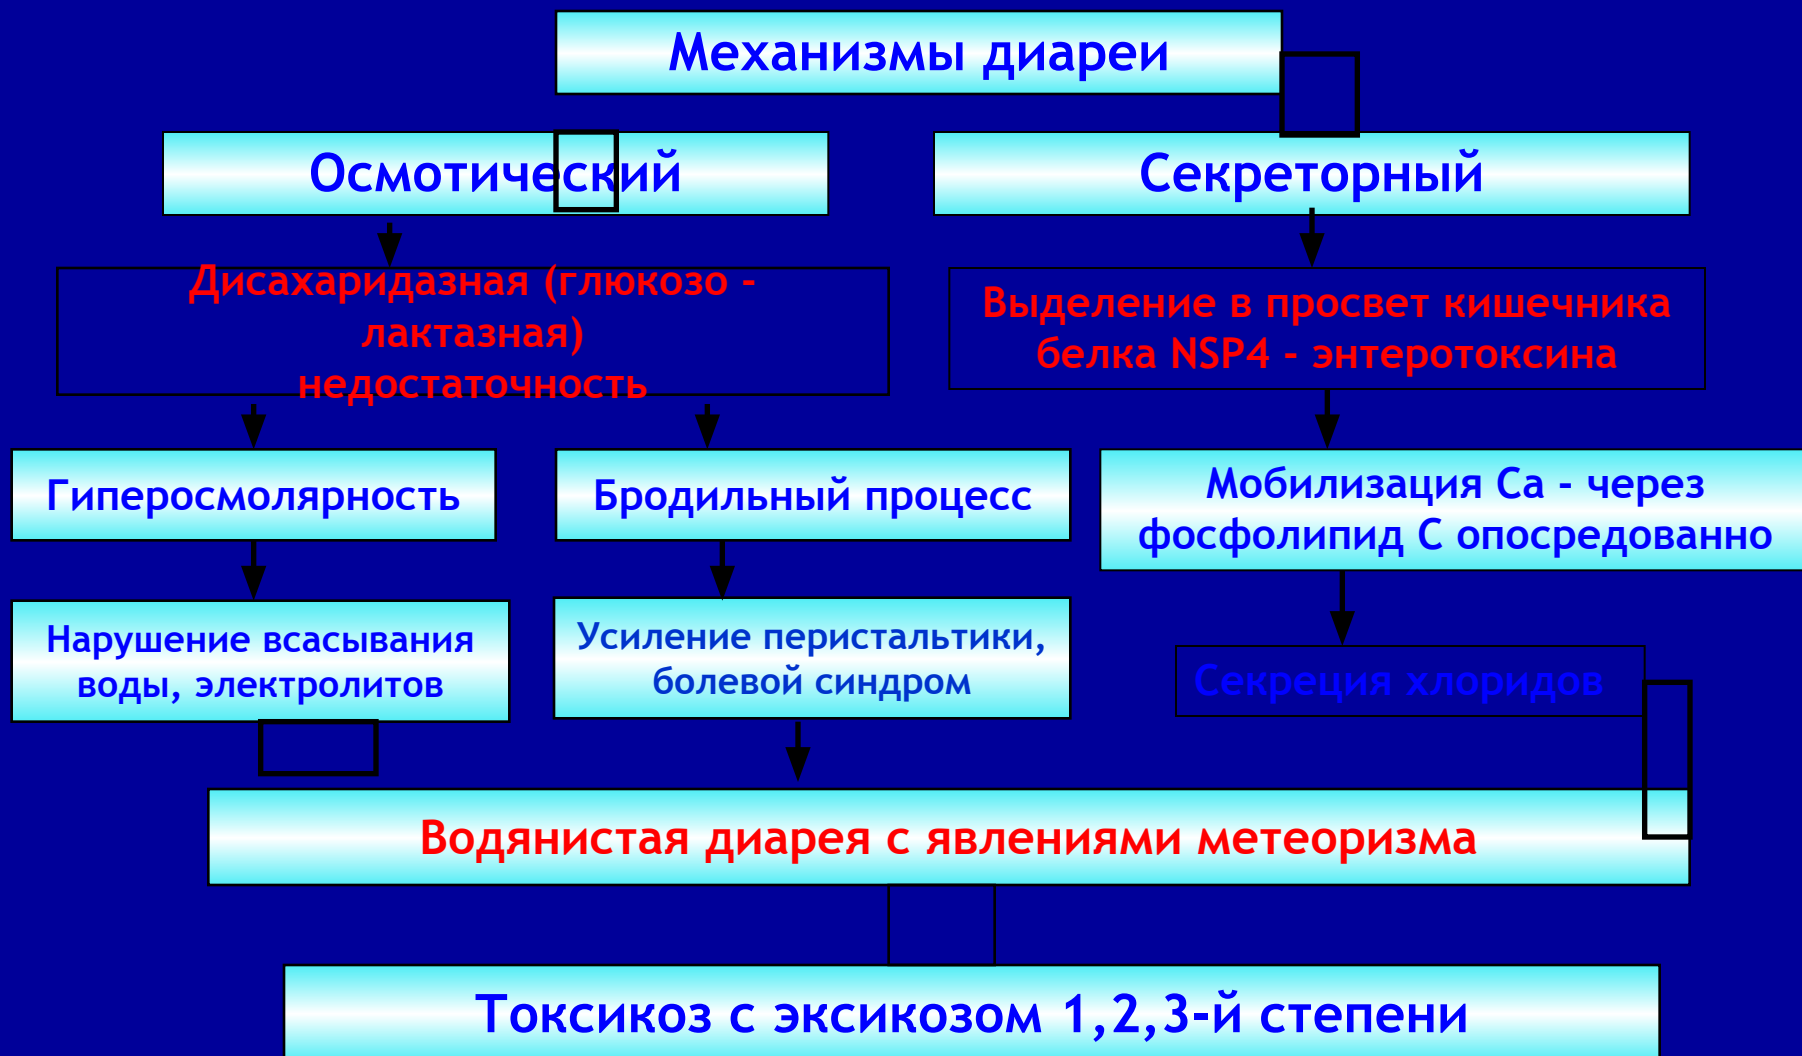 Механизмы диареи
Осмотический
Секреторный
Дисахаридазная (глюкозо -
лактазная)
недостаточность
Выделение в просвет кишечника
белка NSP4 - энтеротоксина
Гиперосмолярность
Бродильный процесс
Мобилизация Са - через
фосфолипид С опосредованно
Нарушение всасывания
воды, электролитов
Усиление перистальтики,
болевой синдром
Секреция хлоридов
Водянистая диарея с явлениями метеоризма
Токсикоз с эксикозом 1,2,3-й степени